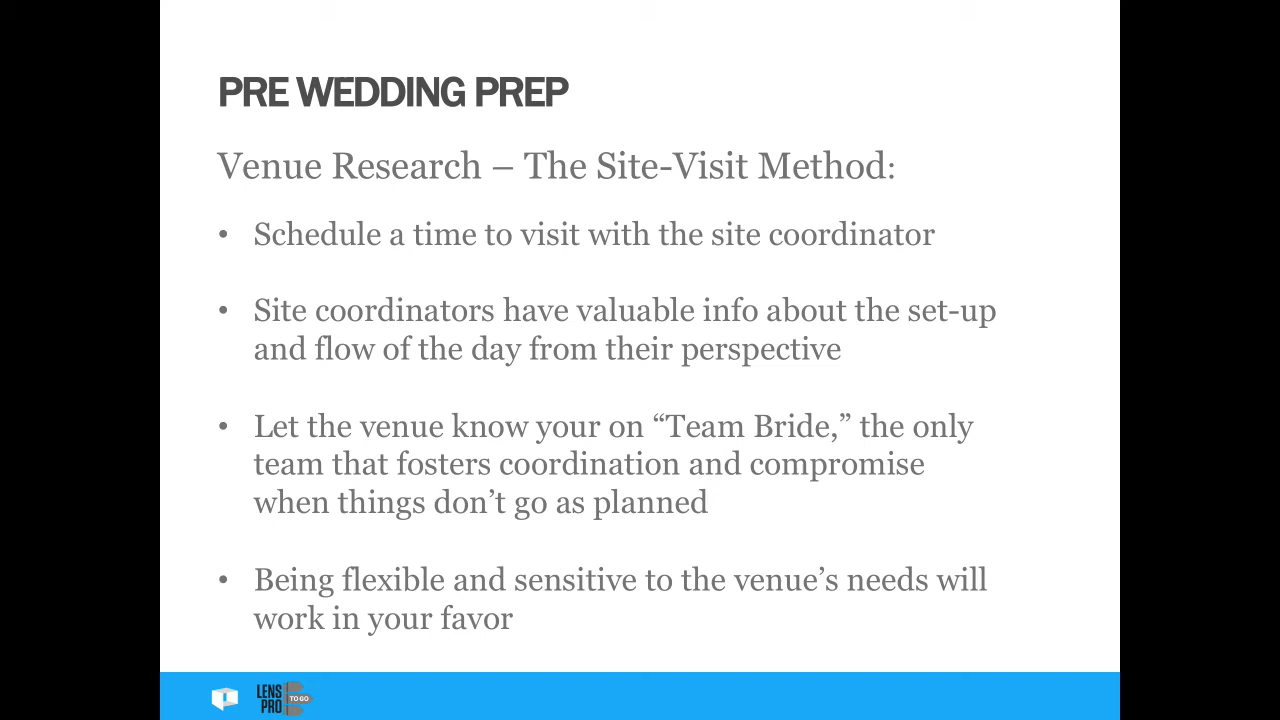 PRE WEDDING PREP
Venue Research – The Site-Visit Method:
• Schedule a time to visit with the site coordinator
• Site coordinators have valuable info about the set-up
and flow of the day from their perspective
• Let the venue know your on “Team Bride,” the only
team that fosters coordination and compromise
when things don’t go as planned
• Being flexible and sensitive to the venue’s needs will
work in your favor
LENS
PRO TO GO